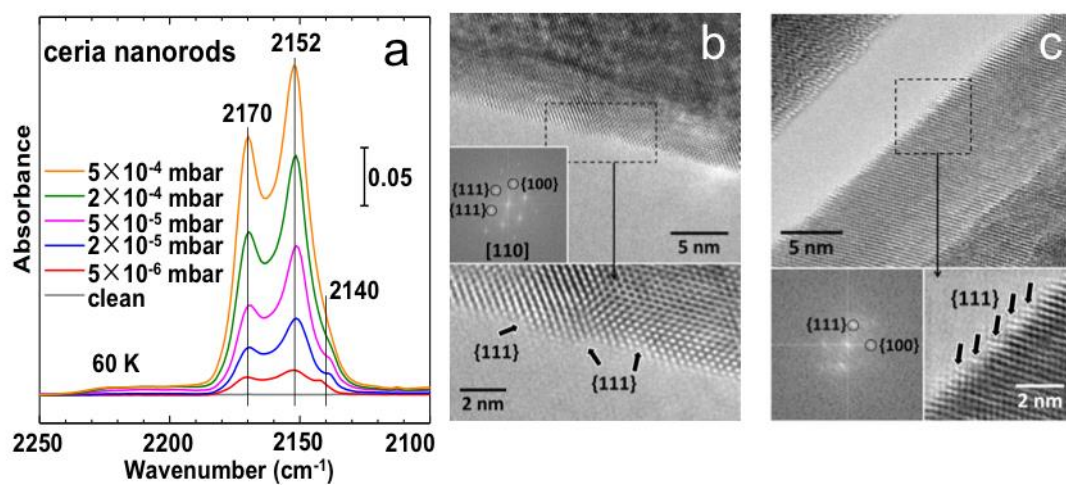 ceria nanorods
a
2152
2170
0.05
5×10⁻⁴ mbar
2×10⁻⁴ mbar
5×10⁻⁵ mbar
2×10⁻⁵ mbar
5×10⁻⁶ mbar
clean
2140
60 K
Absorbance
2250
2200
2150
2100
Wavenumber (cm⁻¹)
b
{111}
{100}
{111}
[110]
5 nm
{111}
{111}
2 nm
c
5 nm
{111}
{100}
{111}
2 nm